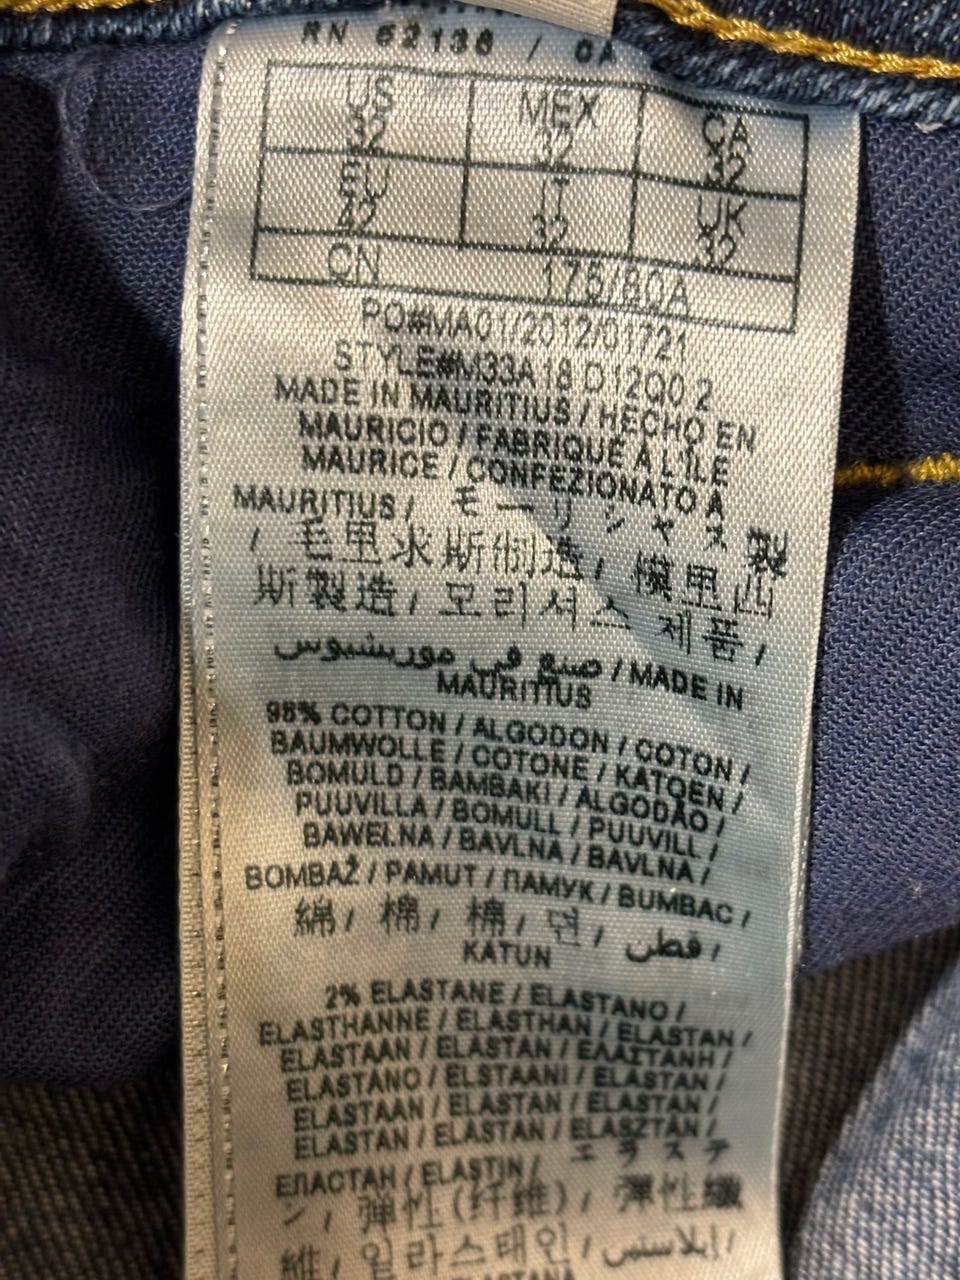 RN 62136 / CA
US 32 MEX 32 CA 32
EU 42 IT 32 UK 32
CN 175/80A
PO#MA01/2012/01721
STYLE#M33A18 D12Q0 2
MADE IN MAURITIUS / HECHO EN
MAURICIO / FABRIQUÉ À L'ÎLE
MAURICE / CONFEZIONATO A
MAURITIUS / モーリシャス 製
/ 毛里求斯制造 / 模里西
斯製造 / 모리셔스 제품 /
صنع في موريشيوس / MADE IN
MAURITIUS
98% COTTON / ALGODON / COTON /
BAUMWOLLE / COTONE / KATOEN /
BOMULD / BAMBAKI / ALGODÃO /
PUUVILLA / BOMULL / PUUVILL /
BAWEŁNA / BAVLNA / BAVLNA /
BOMBAŽ / PAMUT / ПАМУК / BUMBAC /
綿 / 棉 / 棉 / 면 / قطن /
KATUN
2% ELASTANE / ELASTANO /
ELASTHANNE / ELASTHAN / ELASTAN /
ELASTAAN / ELASTAN / ΕΛΑΣΤΑΝΗ /
ELASTANO / ELSTAANI / ELASTAN /
ELASTAAN / ELASTAN / ELASTAN /
ELASTAN / ELASTAN / ELASZTÁN /
ЕЛАСТАН / ELASTIN / エラステ
ン / 弹性(纤维) / 彈性纖
維 / 일라스태인 / إيلاستين /
ELASTANA